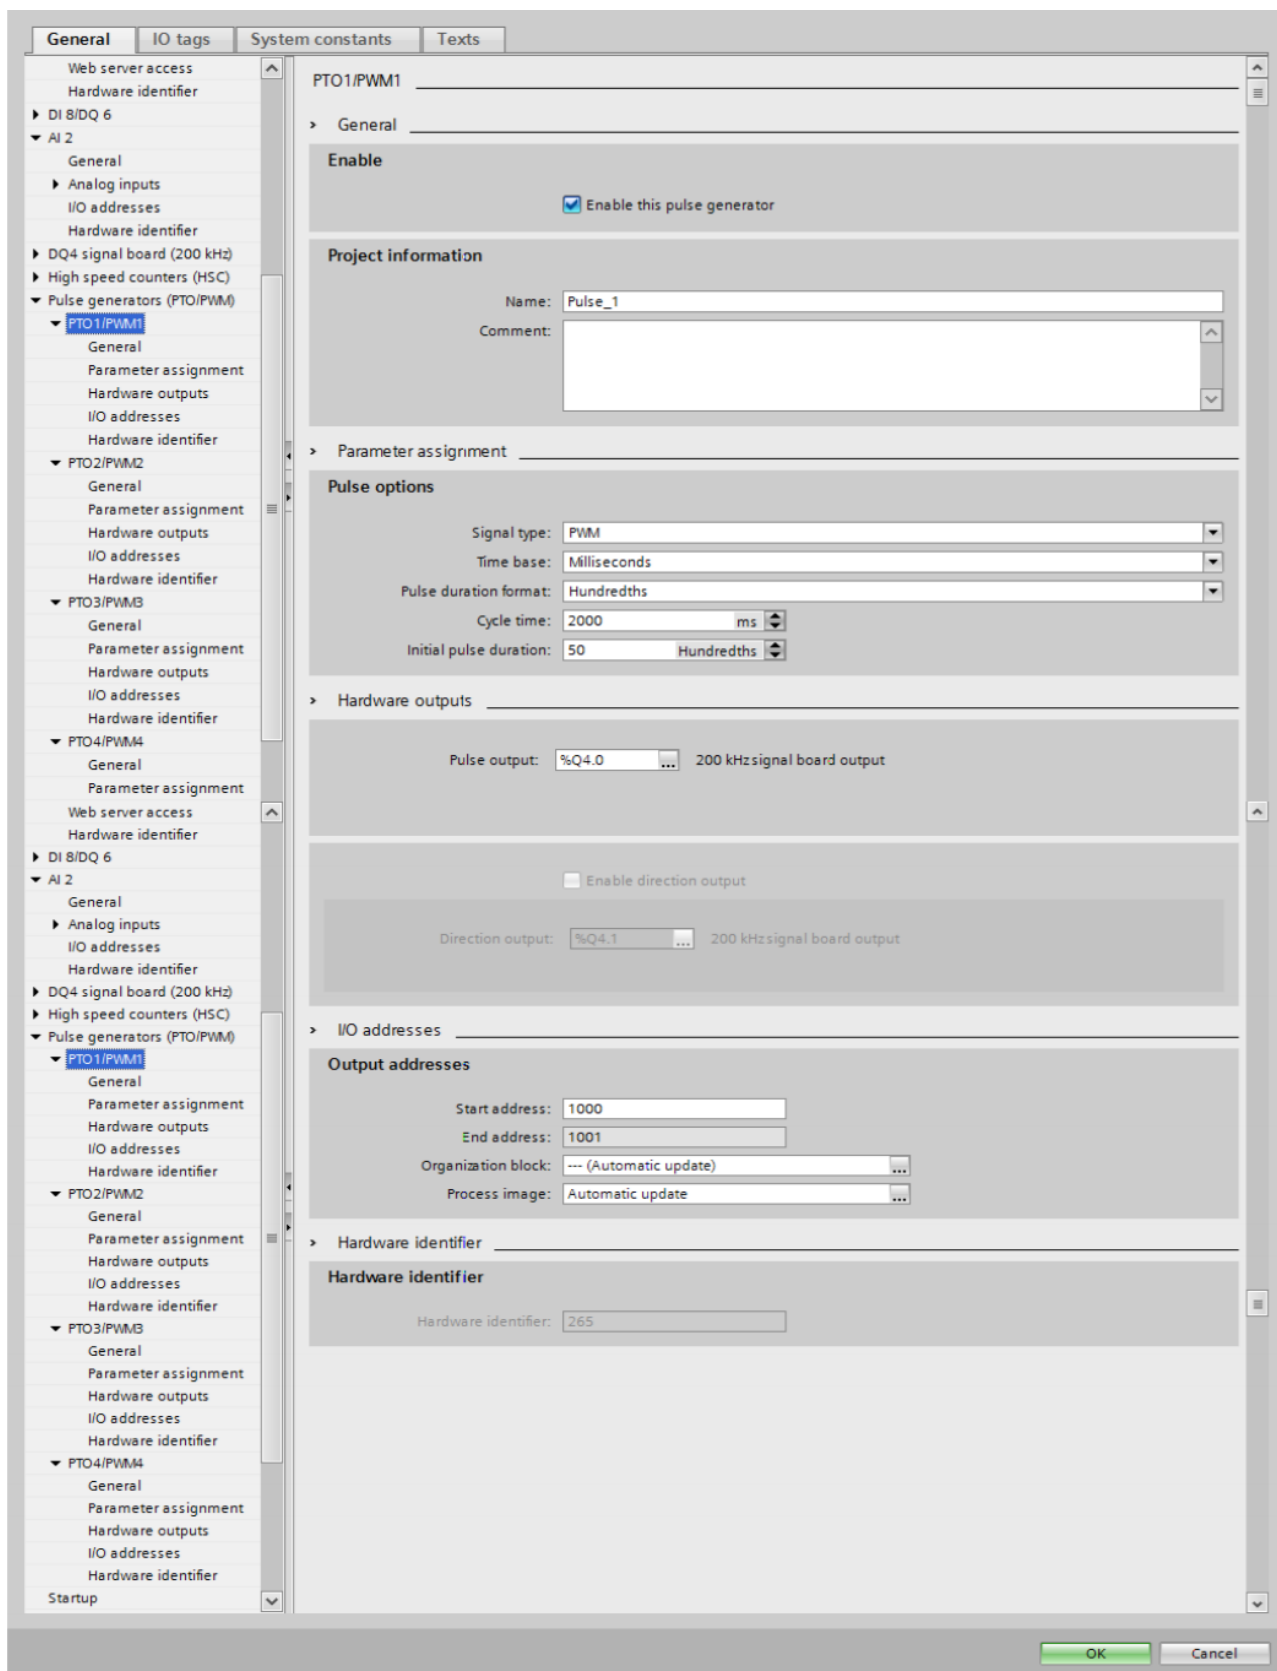 General
IO tags
System constants
Texts
Web server access
Hardware identifier
DI 8/DQ 6
AI 2
General
Analog inputs
I/O addresses
Hardware identifier
DQ4 signal board (200 kHz)
High speed counters (HSC)
Pulse generators (PTO/PWM)
PTO1/PWM1
General
Parameter assignment
Hardware outputs
I/O addresses
Hardware identifier
PTO2/PWM2
General
Parameter assignment
Hardware outputs
I/O addresses
Hardware identifier
PTO3/PWM3
General
Parameter assignment
Hardware outputs
I/O addresses
Hardware identifier
PTO4/PWM4
General
Parameter assignment
Web server access
Hardware identifier
DI 8/DQ 6
AI 2
General
Analog inputs
I/O addresses
Hardware identifier
DQ4 signal board (200 kHz)
High speed counters (HSC)
Pulse generators (PTO/PWM)
PTO1/PWM1
General
Parameter assignment
Hardware outputs
I/O addresses
Hardware identifier
PTO2/PWM2
General
Parameter assignment
Hardware outputs
I/O addresses
Hardware identifier
PTO3/PWM3
General
Parameter assignment
Hardware outputs
I/O addresses
Hardware identifier
PTO4/PWM4
General
Parameter assignment
Hardware outputs
I/O addresses
Hardware identifier
Startup
PTO1/PWM1
General
Enable
Enable this pulse generator
Project information
Name: Pulse_1
Comment:
Parameter assignment
Pulse options
Signal type: PWM
Time base: Milliseconds
Pulse duration format: Hundredths
Cycle time: 2000 ms
Initial pulse duration: 50 Hundredths
Hardware outputs
Pulse output: %Q4.0 ... 200 kHz signal board output
Enable direction output
Direction output: %Q4.1 ... 200 kHz signal board output
I/O addresses
Output addresses
Start address: 1000
End address: 1001
Organization block: --- (Automatic update) ...
Process image: Automatic update ...
Hardware identifier
Hardware identifier
Hardware identifier: 265
OK
Cancel